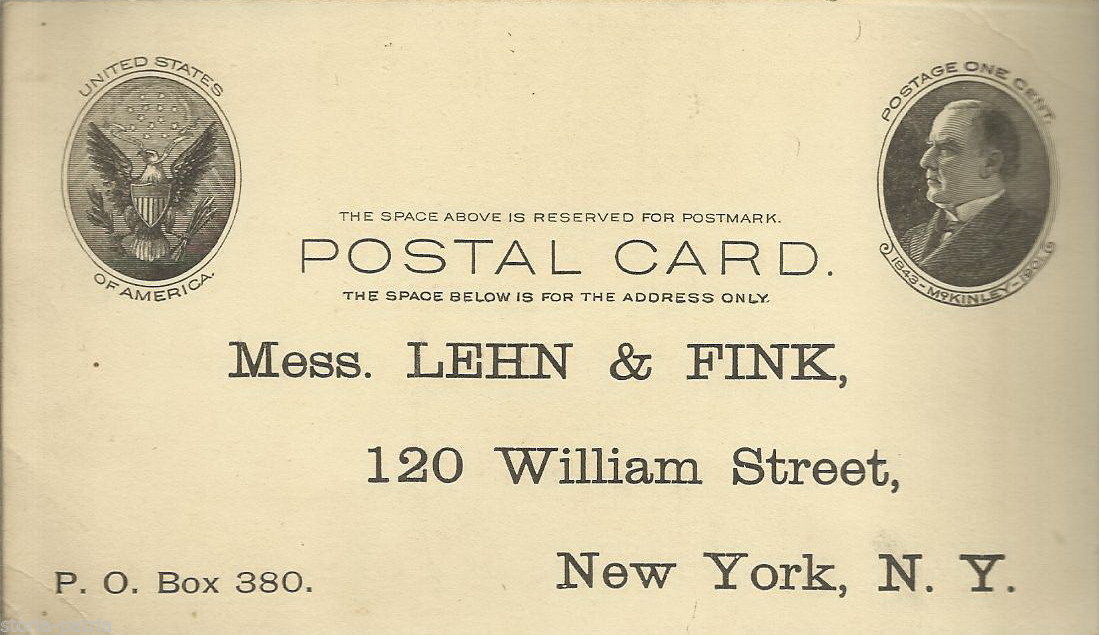 UNITED STATES
OF AMERICA.
POSTAGE ONE CENT.
1843-McKINLEY-1901
THE SPACE ABOVE IS RESERVED FOR POSTMARK.
POSTAL CARD.
THE SPACE BELOW IS FOR THE ADDRESS ONLY.
Mess. LEHN & FINK,
120 William Street,
New York, N. Y.
P. O. Box 380.